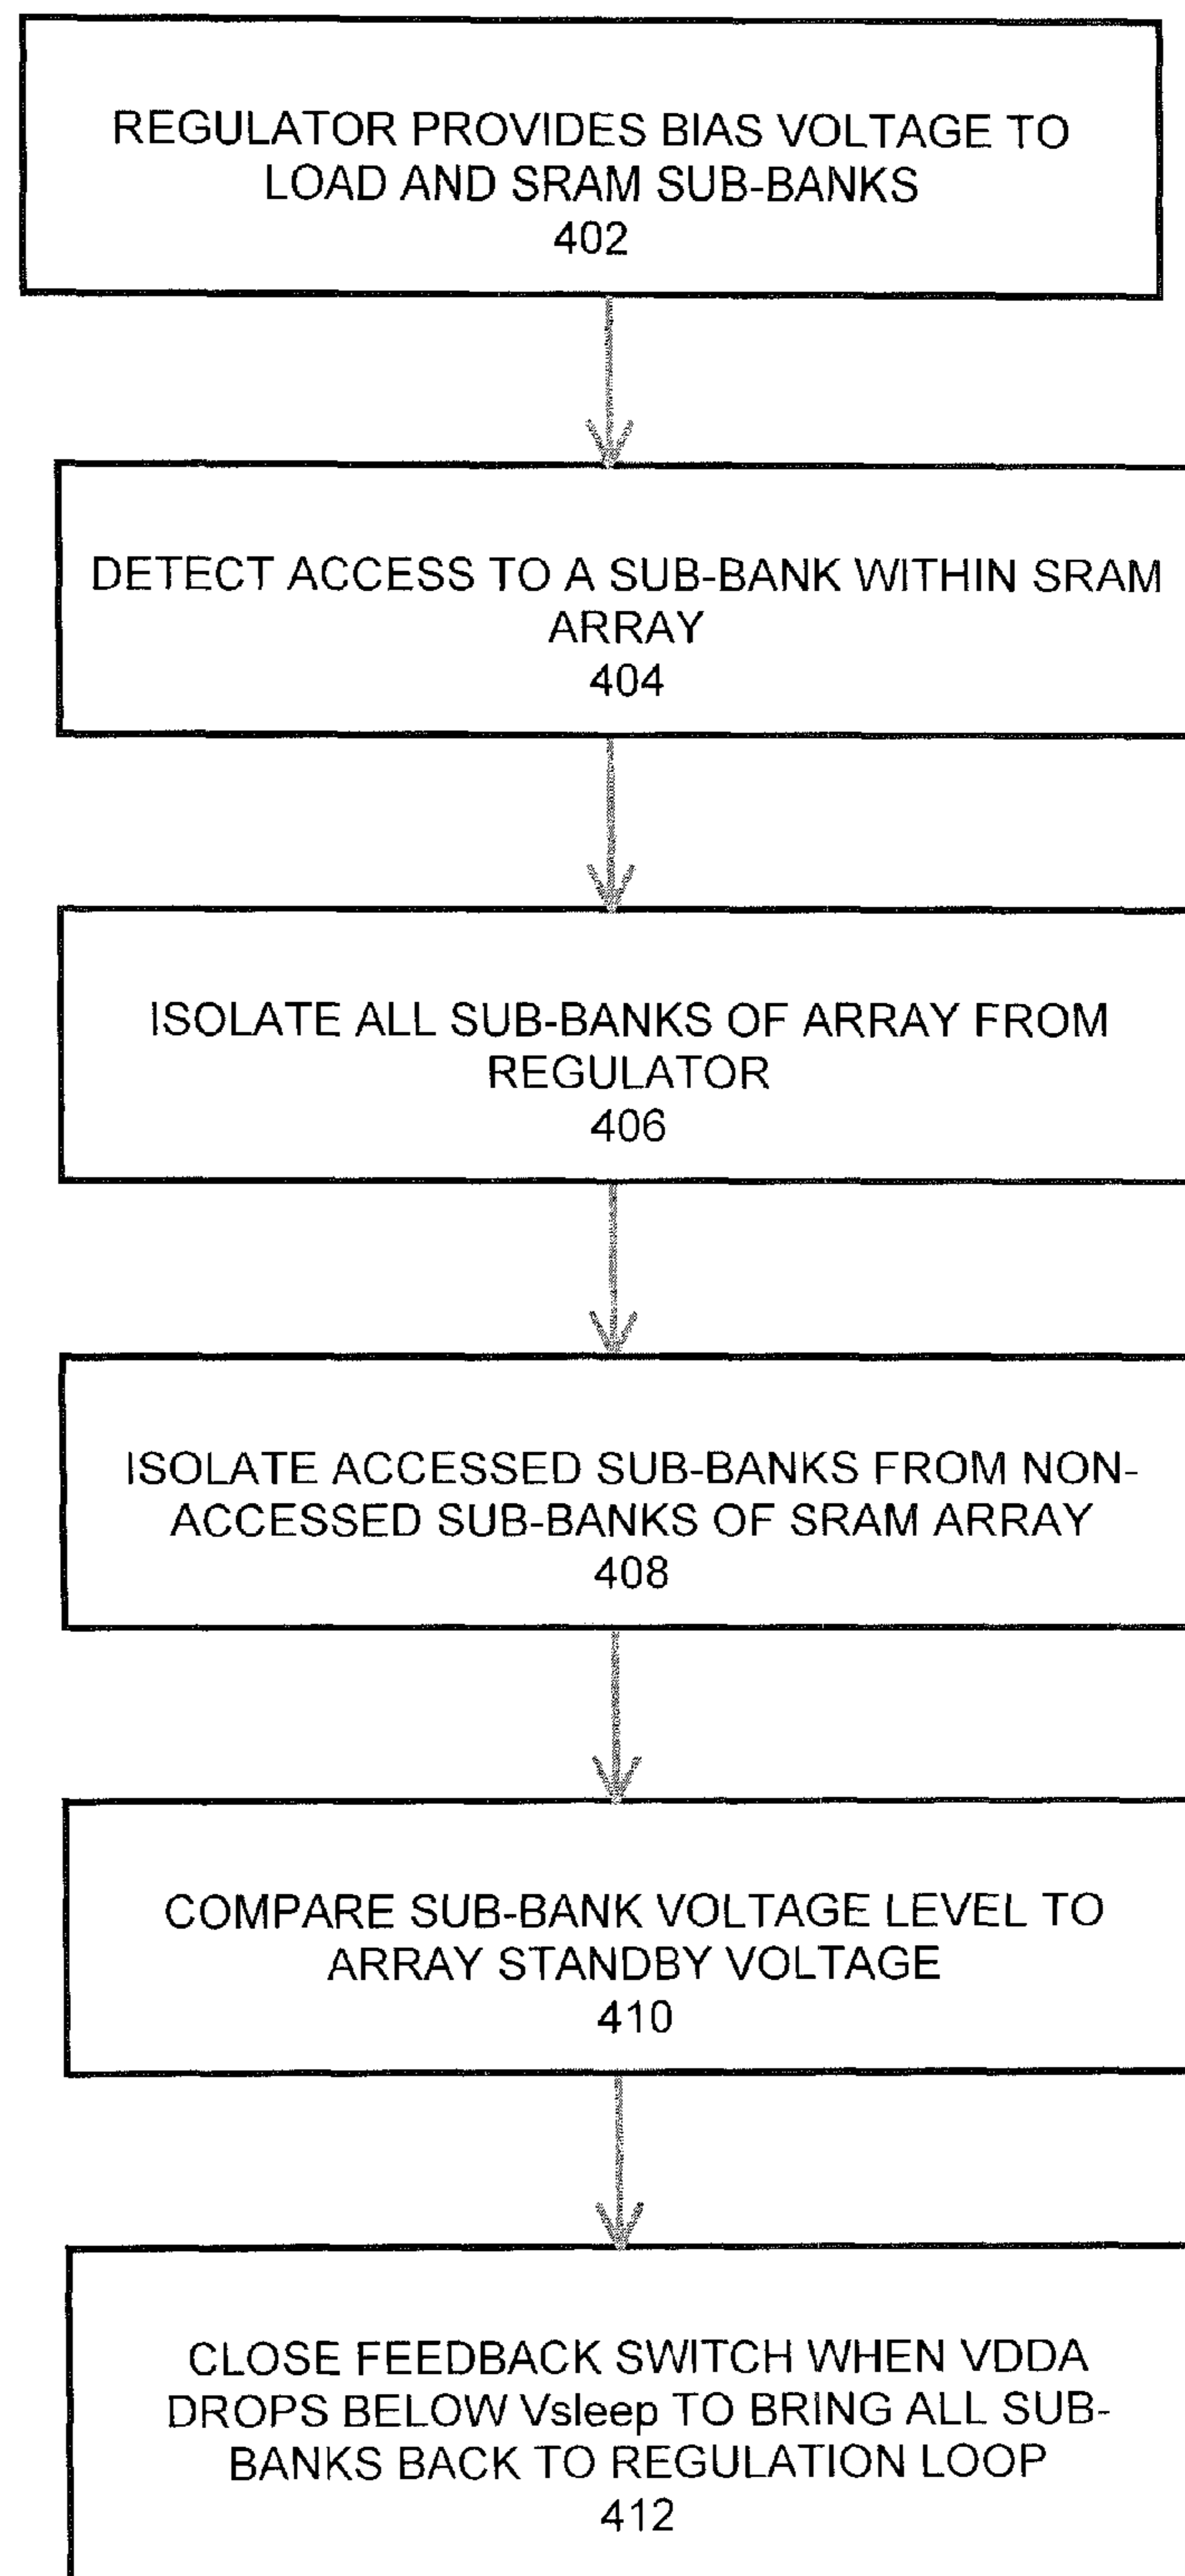 REGULATOR PROVIDES BIAS VOLTAGE TO
LOAD AND SRAM SUB-BANKS
402
DETECT ACCESS TO A SUB-BANK WITHIN SRAM
ARRAY
404
ISOLATE ALL SUB-BANKS OF ARRAY FROM
REGULATOR
406
ISOLATE ACCESSED SUB-BANKS FROM NON-
ACCESSED SUB-BANKS OF SRAM ARRAY
408
COMPARE SUB-BANK VOLTAGE LEVEL TO
ARRAY STANDBY VOLTAGE
410
CLOSE FEEDBACK SWITCH WHEN VDDA
DROPS BELOW Vsleep TO BRING ALL SUB-
BANKS BACK TO REGULATION LOOP
412